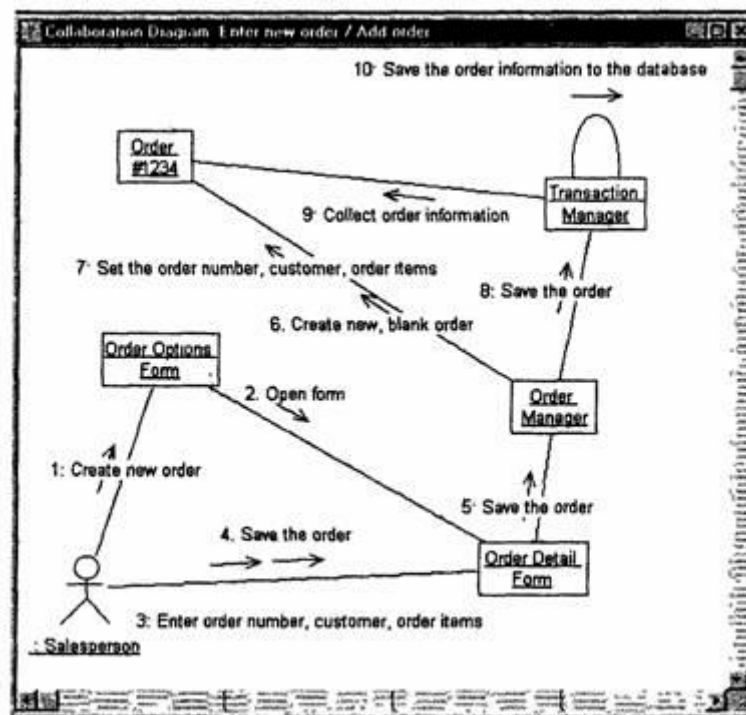 Collaboration Diagram: Enter new order / Add order
10: Save the order information to the database
Order
#1234
Transaction
Manager
9: Collect order information
7: Set the order number, customer, order items
8: Save the order
6. Create new, blank order
Order Options
Form
2. Open form
Order
Manager
1: Create new order
5: Save the order
4. Save the order
Order Detail
Form
3: Enter order number, customer, order items
: Salesperson